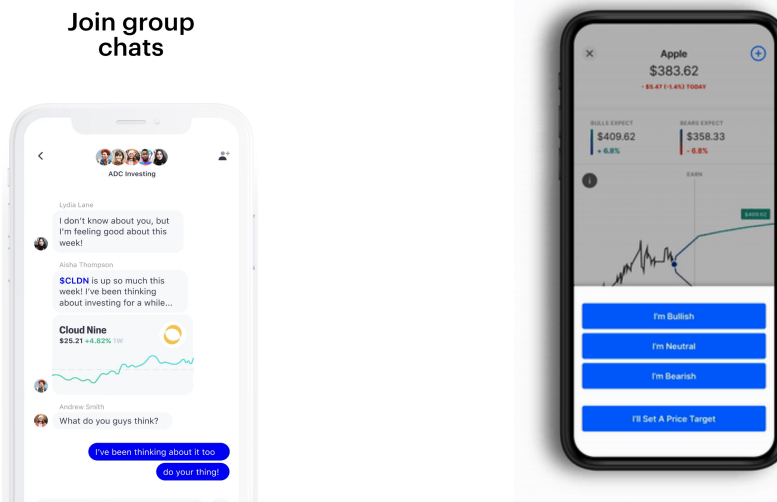 Join group
chats
ADC Investing
Lydia Lane
I don't know about you, but
I'm feeling good about this
week!
Aisha Thompson
$CLDN is up so much this
week! I've been thinking
about investing for a while...
Cloud Nine
$25.21 +4.82% 1W
Andrew Smith
What do you guys think?
I've been thinking about it too
do your thing!
Apple
$383.62
- $5.47 (-1.4%) TODAY
BULLS EXPECT BEARS EXPECT
$409.62 $358.33
+ 6.8% - 6.8%
EARN
$409.62
I'm Bullish
I'm Neutral
I'm Bearish
I'll Set A Price Target